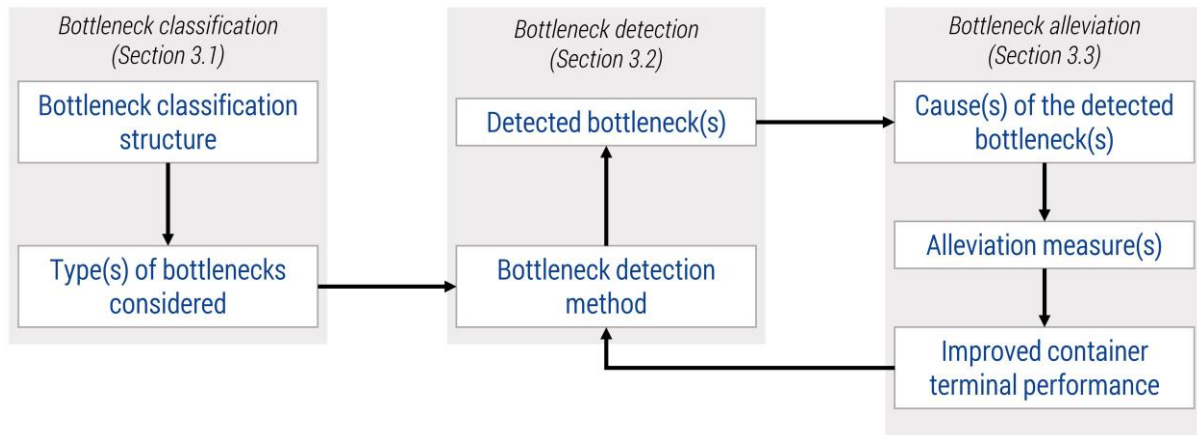 Bottleneck classification
(Section 3.1)
Bottleneck classification
structure
Type(s) of bottlenecks
considered
Bottleneck detection
(Section 3.2)
Detected bottleneck(s)
Bottleneck detection
method
Bottleneck alleviation
(Section 3.3)
Cause(s) of the detected
bottleneck(s)
Alleviation measure(s)
Improved container
terminal performance